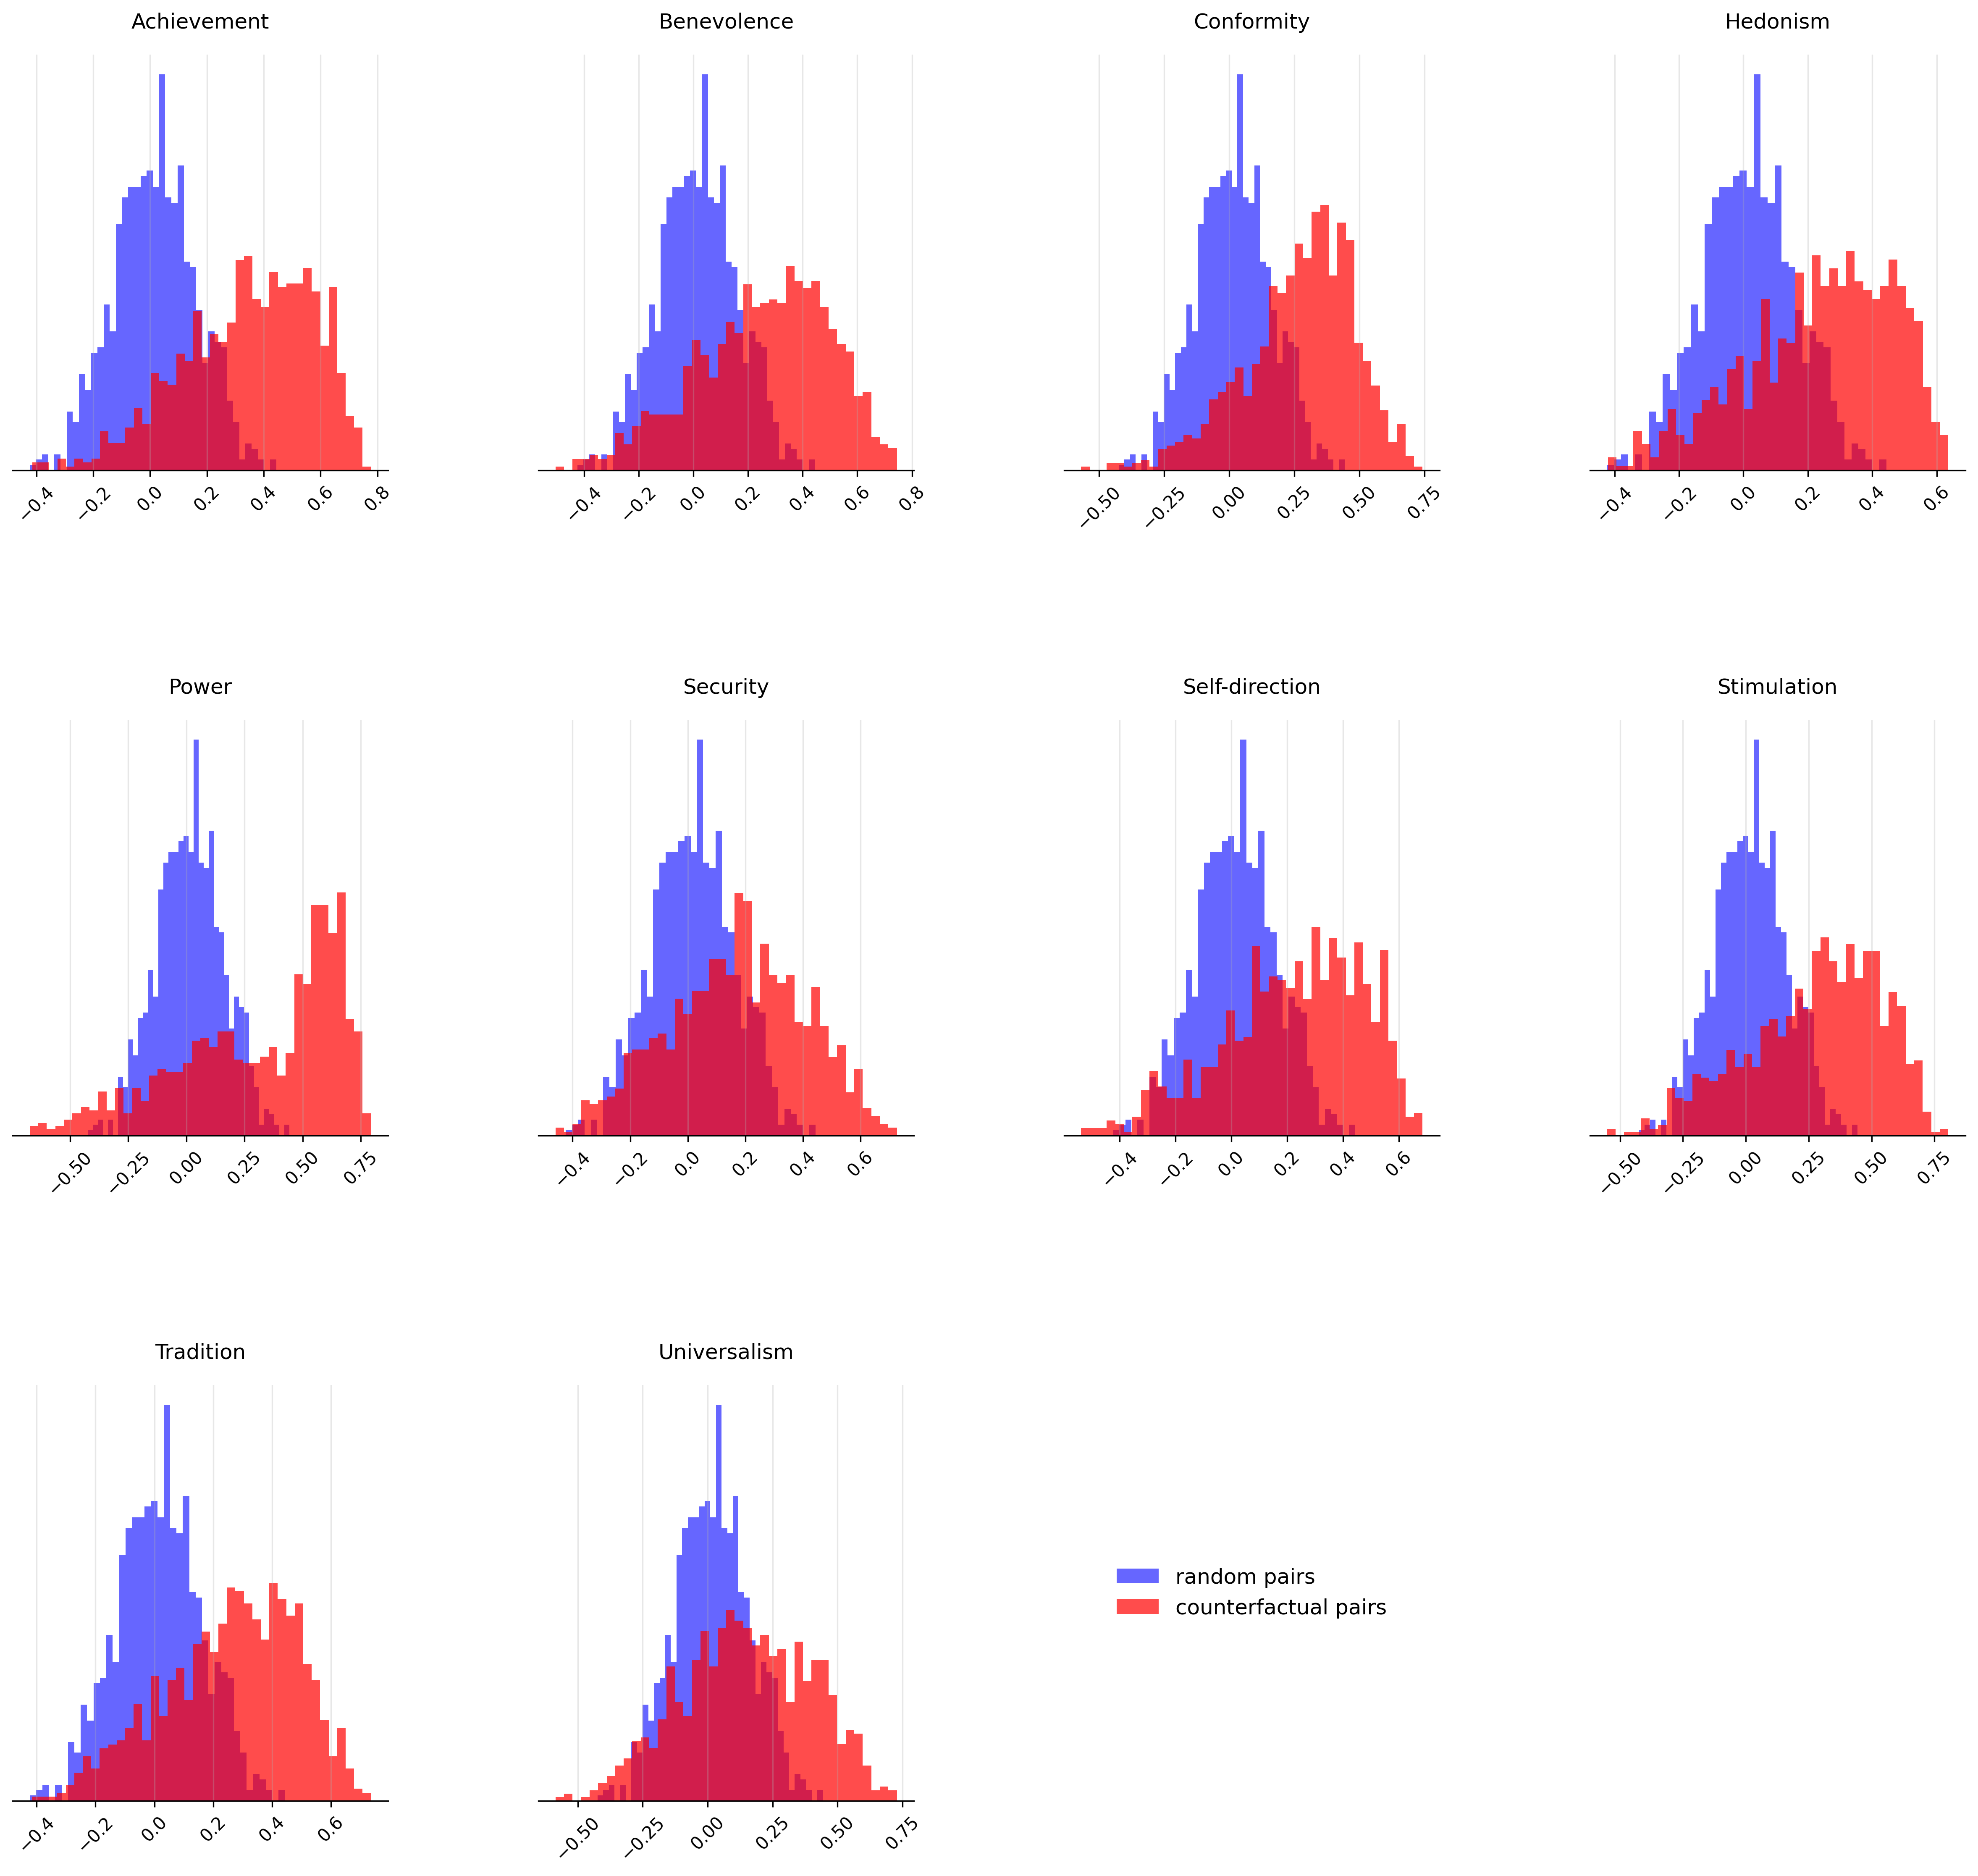 Achievement Benevolence Conformity Hedonism
−0.4 −0.2 0.0 0.2 0.4 0.6 0.8 −0.4 −0.2 0.0 0.2 0.4 0.6 0.8 −0.50 −0.25 0.00 0.25 0.50 0.75 −0.4 −0.2 0.0 0.2 0.4 0.6
Power Security Self-direction Stimulation
−0.50 −0.25 0.00 0.25 0.50 0.75 −0.4 −0.2 0.0 0.2 0.4 0.6 −0.4 −0.2 0.0 0.2 0.4 0.6 −0.50 −0.25 0.00 0.25 0.50 0.75
Tradition Universalism
random pairs
counterfactual pairs
−0.4 −0.2 0.0 0.2 0.4 0.6 −0.50 −0.25 0.00 0.25 0.50 0.75